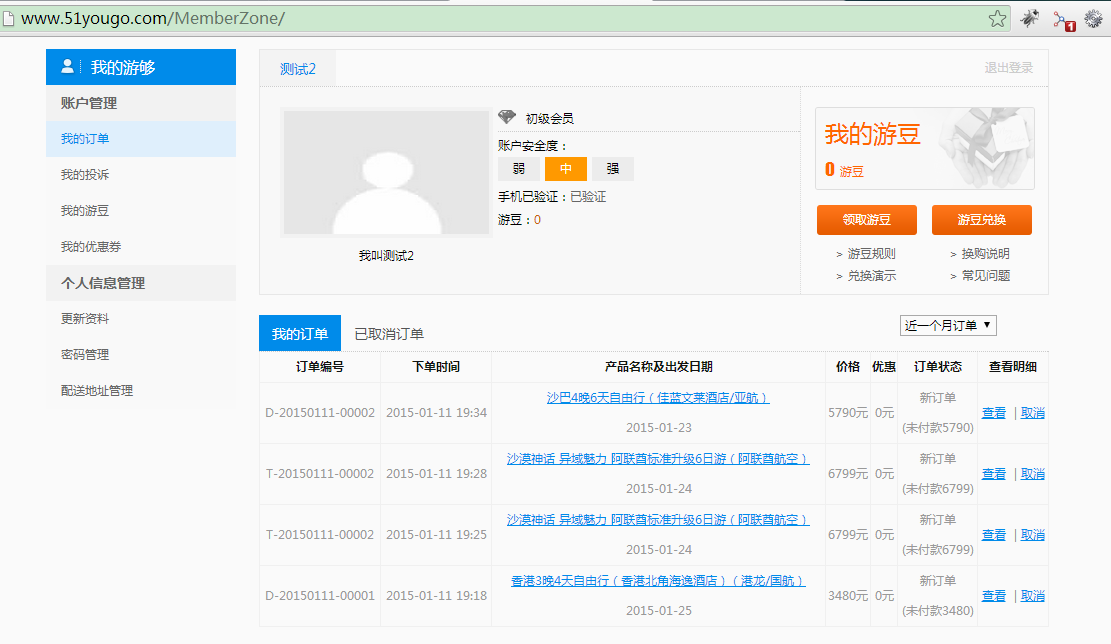 www.51yougo.com/MemberZone/
1
我的游够
账户管理
我的订单
我的投诉
我的游豆
我的优惠券
个人信息管理
更新资料
密码管理
配送地址管理
测试2
退出登录
我叫测试2
初级会员
账户安全度：
弱 中 强
手机已验证：已验证
游豆：0
我的游豆
0 游豆
领取游豆 游豆兑换
> 游豆规则 > 换购说明
> 兑换演示 > 常见问题
我的订单 已取消订单 近一个月订单 ▼
订单编号 下单时间 产品名称及出发日期 价格 优惠 订单状态 查看明细
D-20150111-00002 2015-01-11 19:34 沙巴4晚6天自由行（佳蓝文莱酒店/亚航） 5790元 0元 新订单 查看 | 取消
2015-01-23 (未付款5790)
T-20150111-00002 2015-01-11 19:28 沙漠神话 异域魅力 阿联酋标准升级6日游（阿联酋航空） 6799元 0元 新订单 查看 | 取消
2015-01-24 (未付款6799)
T-20150111-00002 2015-01-11 19:25 沙漠神话 异域魅力 阿联酋标准升级6日游（阿联酋航空） 6799元 0元 新订单 查看 | 取消
2015-01-24 (未付款6799)
D-20150111-00001 2015-01-11 19:18 香港3晚4天自由行（香港北角海逸酒店）（港龙/国航） 3480元 0元 新订单 查看 | 取消
2015-01-25 (未付款3480)